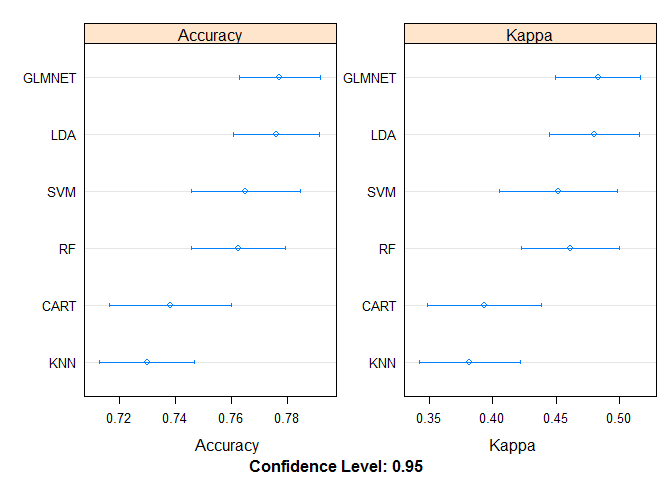 Accuracy
GLMNET
LDA
SVM
RF
CART
KNN
0.72 0.74 0.76 0.78
Accuracy
Kappa
GLMNET
LDA
SVM
RF
CART
KNN
0.35 0.40 0.45 0.50
Kappa
Confidence Level: 0.95